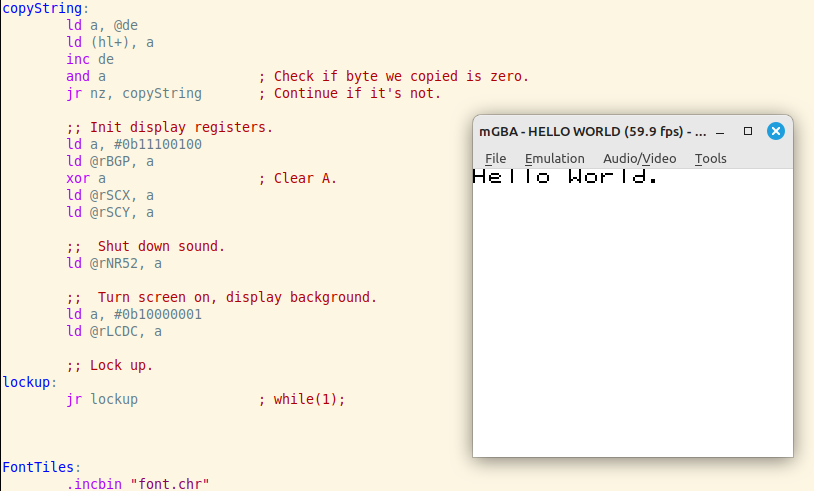 copyString:
ld a, @de
ld (hl+), a
inc de
and a ; Check if byte we copied is zero.
jr nz, copyString ; Continue if it's not.
;; Init display registers.
ld a, #0b11100100
ld @rBGP, a
xor a ; Clear A.
ld @rSCX, a
ld @rSCY, a
;; Shut down sound.
ld @rNR52, a
;; Turn screen on, display background.
ld a, #0b10000001
ld @rLCDC, a
;; Lock up.
lockup:
jr lockup ; while(1);
FontTiles:
.incbin "font.chr"
mGBA - HELLO WORLD (59.9 fps) - ...
File Emulation Audio/Video Tools
Hello World.